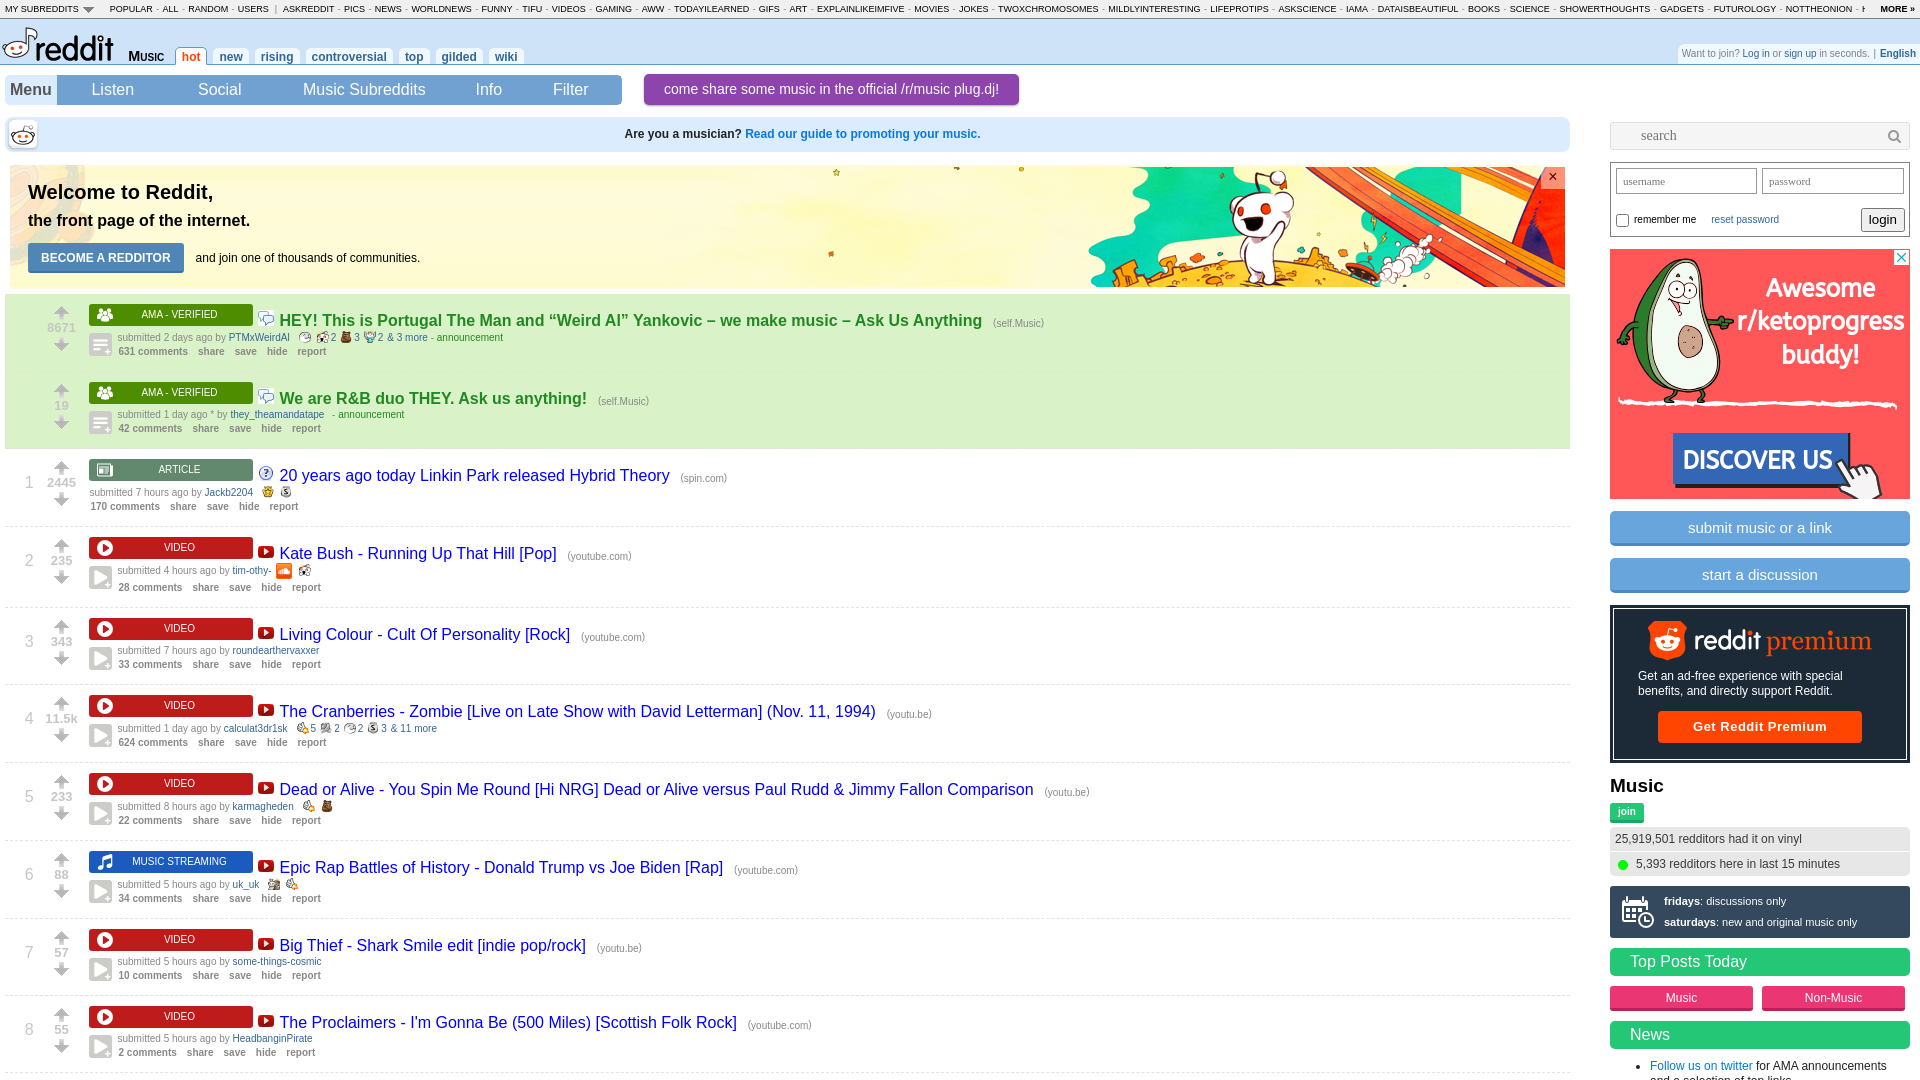 MY SUBREDDITS POPULAR - ALL - RANDOM - USERS | ASKREDDIT - PICS - NEWS - WORLDNEWS - FUNNY - TIFU - VIDEOS - GAMING - AWW - TODAYILEARNED - GIFS - ART - EXPLAINLIKEIMFIVE - MOVIES - JOKES - TWOXCHROMOSOMES - MILDLYINTERESTING - LIFEPROTIPS - ASKSCIENCE - IAMA - DATAISBEAUTIFUL - BOOKS - SCIENCE - SHOWERTHOUGHTS - GADGETS - FUTUROLOGY - NOTTHEONION - MORE »
reddit Music hot new rising controversial top gilded wiki
Want to join? Log in or sign up in seconds. | English
Menu Listen Social Music Subreddits Info Filter
come share some music in the official /r/music plug.dj!
Are you a musician? Read our guide to promoting your music.
Welcome to Reddit,
the front page of the internet.
BECOME A REDDITOR and join one of thousands of communities.
×
8671
AMA - VERIFIED HEY! This is Portugal The Man and “Weird Al” Yankovic – we make music – Ask Us Anything (self.Music)
submitted 2 days ago by PTMxWeirdAl 2 3 2 & 3 more - announcement
631 comments share save hide report
19
AMA - VERIFIED We are R&B duo THEY. Ask us anything! (self.Music)
submitted 1 day ago * by they_theamandatape - announcement
42 comments share save hide report
1 2445
ARTICLE 20 years ago today Linkin Park released Hybrid Theory (spin.com)
submitted 7 hours ago by Jackb2204
170 comments share save hide report
2 235
VIDEO Kate Bush - Running Up That Hill [Pop] (youtube.com)
submitted 4 hours ago by tim-othy-
28 comments share save hide report
3 343
VIDEO Living Colour - Cult Of Personality [Rock] (youtube.com)
submitted 7 hours ago by roundearthervaxxer
33 comments share save hide report
4 11.5k
VIDEO The Cranberries - Zombie [Live on Late Show with David Letterman] (Nov. 11, 1994) (youtu.be)
submitted 1 day ago by calculat3dr1sk 5 2 2 3 & 11 more
624 comments share save hide report
5 233
VIDEO Dead or Alive - You Spin Me Round [Hi NRG] Dead or Alive versus Paul Rudd & Jimmy Fallon Comparison (youtu.be)
submitted 8 hours ago by karmagheden
22 comments share save hide report
6 88
MUSIC STREAMING Epic Rap Battles of History - Donald Trump vs Joe Biden [Rap] (youtube.com)
submitted 5 hours ago by uk_uk
34 comments share save hide report
7 57
VIDEO Big Thief - Shark Smile edit [indie pop/rock] (youtu.be)
submitted 5 hours ago by some-things-cosmic
10 comments share save hide report
8 55
VIDEO The Proclaimers - I'm Gonna Be (500 Miles) [Scottish Folk Rock] (youtube.com)
submitted 5 hours ago by HeadbanginPirate
2 comments share save hide report
search
username password
remember me reset password login
Awesome
r/ketoprogress
buddy!
DISCOVER US
submit music or a link
start a discussion
reddit premium
Get an ad-free experience with special
benefits, and directly support Reddit.
Get Reddit Premium
Music
join
25,919,501 redditors had it on vinyl
5,393 redditors here in last 15 minutes
fridays: discussions only
saturdays: new and original music only
Top Posts Today
Music Non-Music
News
Follow us on twitter for AMA announcements
and a selection of top links